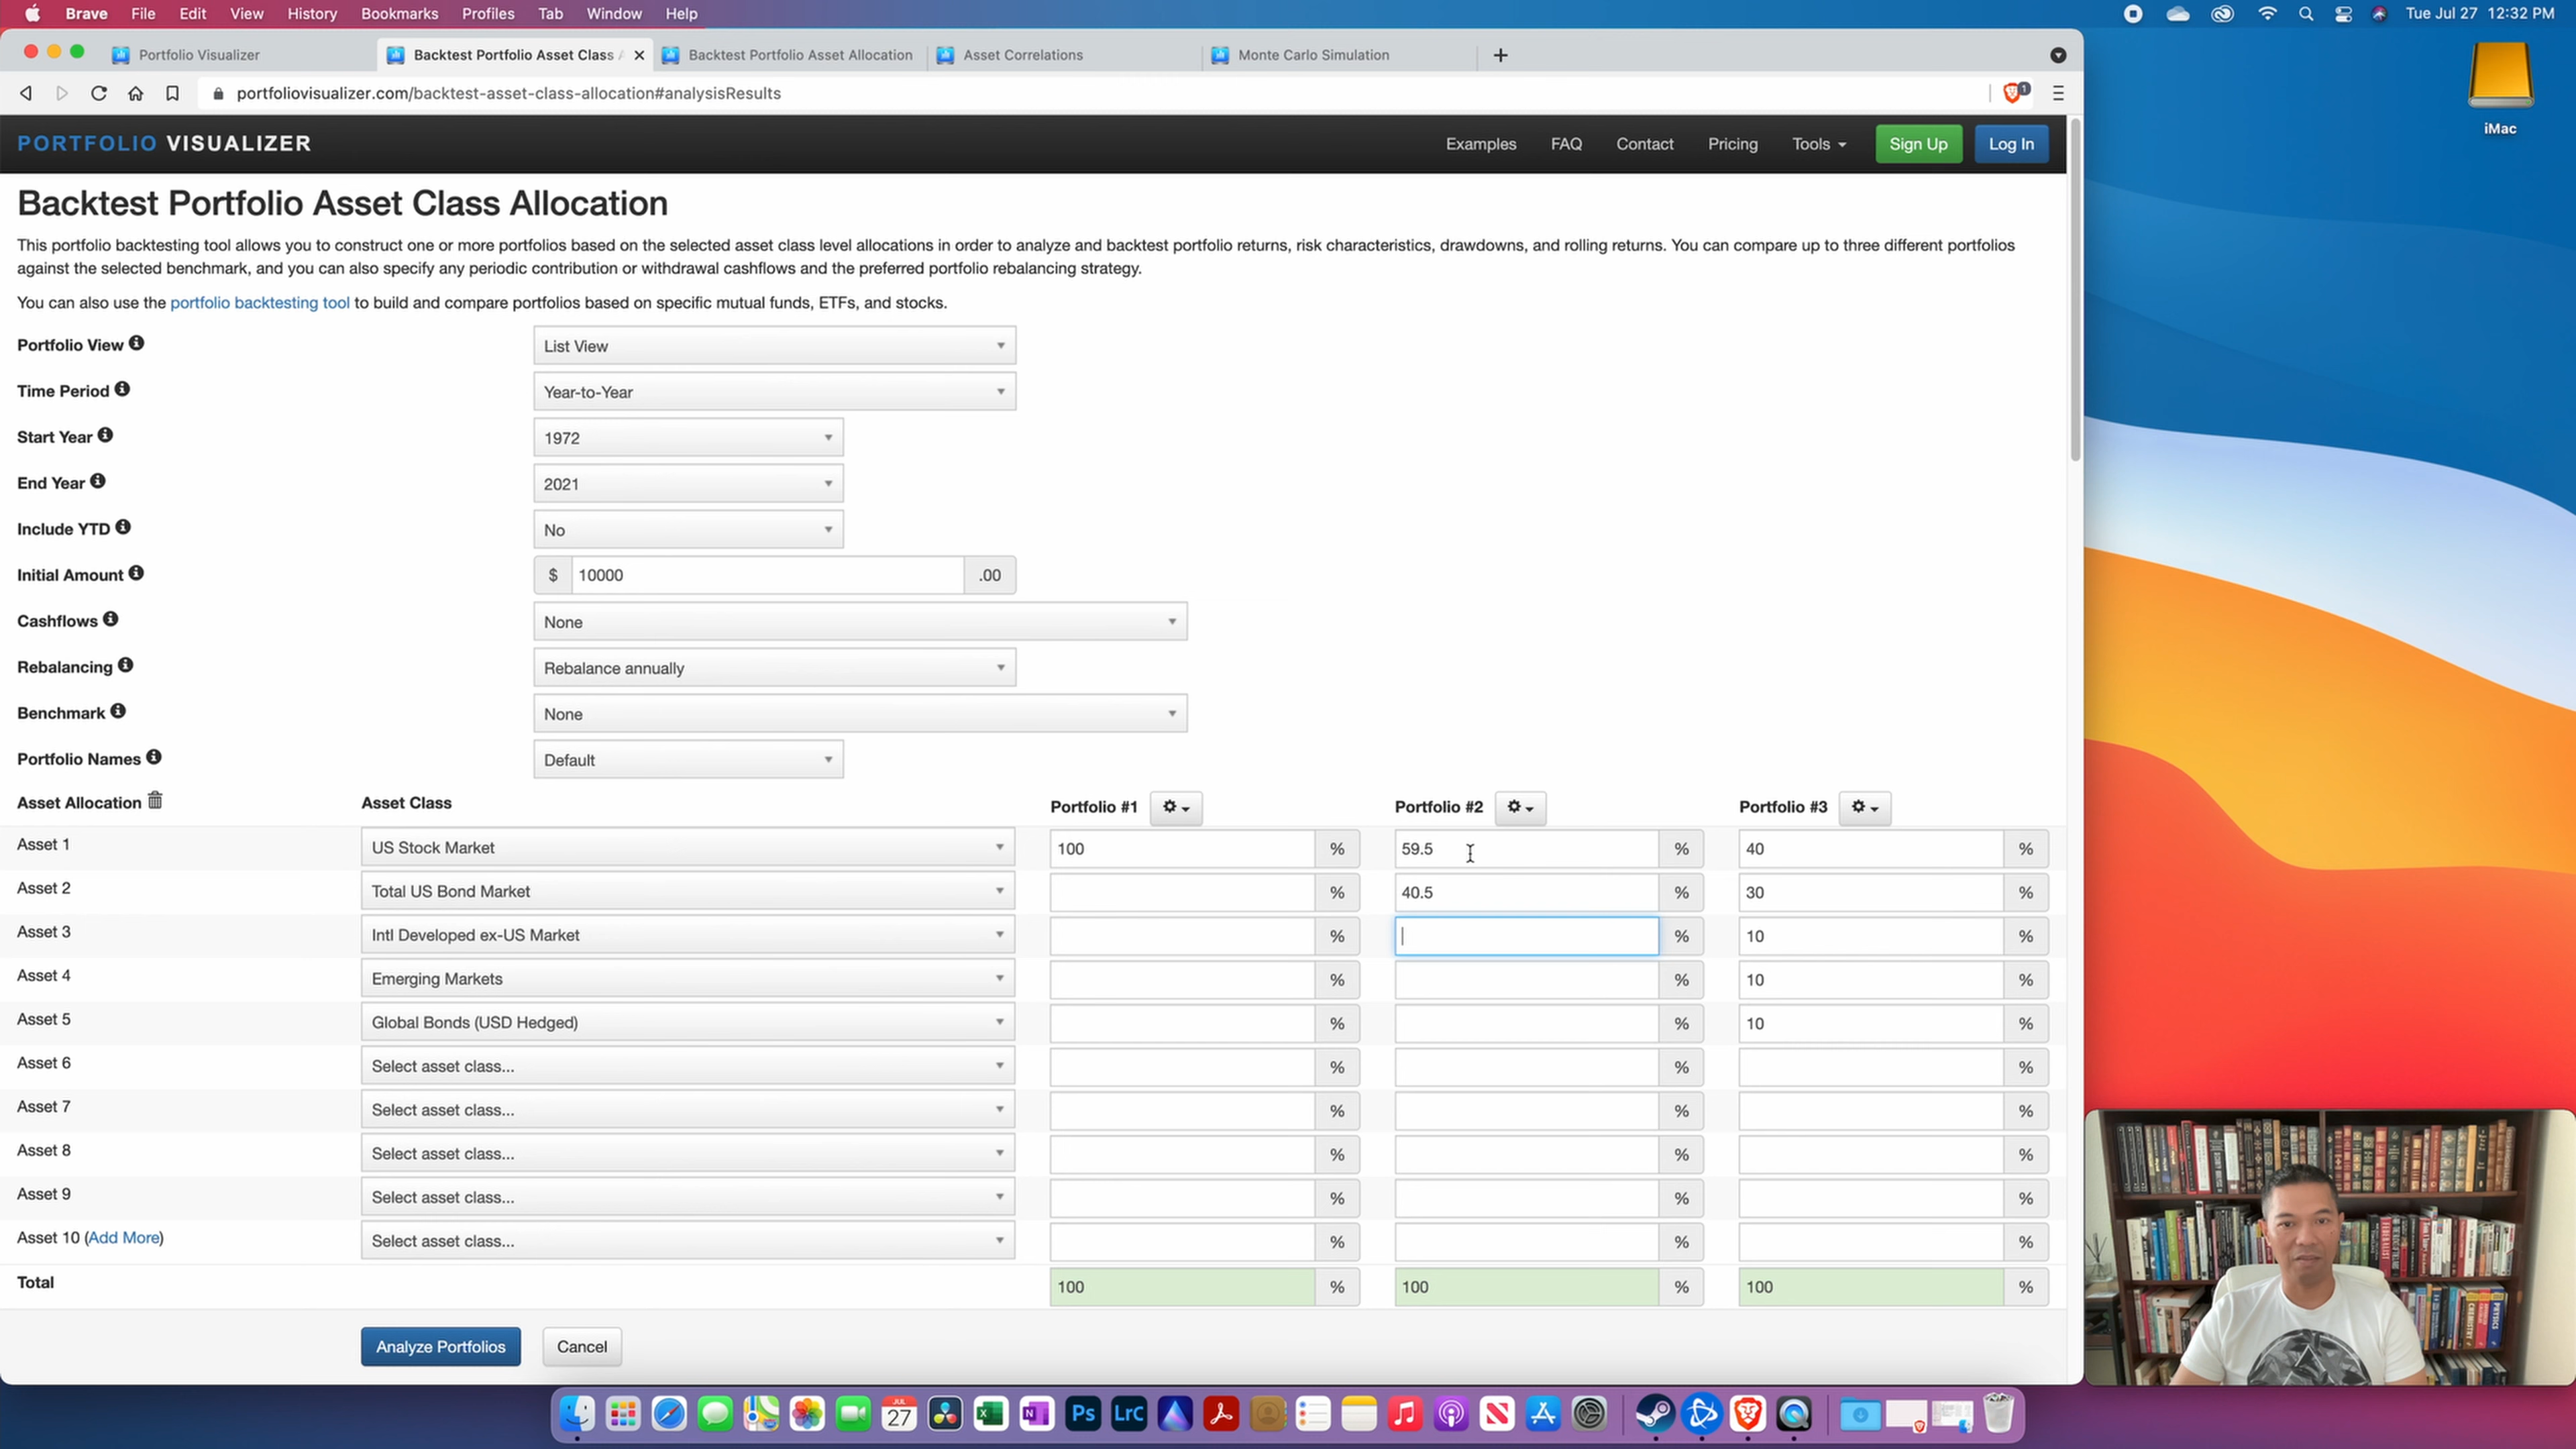 Brave File Edit View History Bookmarks Profiles Tab Window Help Tue Jul 27 12:32 PM
Portfolio Visualizer Backtest Portfolio Asset Class Backtest Portfolio Asset Allocation Asset Correlations Monte Carlo Simulation
portfoliovisualizer.com/backtest-asset-class-allocation#analysisResults 1
iMac
PORTFOLIO VISUALIZER Examples FAQ Contact Pricing Tools Sign Up Log In
Backtest Portfolio Asset Class Allocation
This portfolio backtesting tool allows you to construct one or more portfolios based on the selected asset class level allocations in order to analyze and backtest portfolio returns, risk characteristics, drawdowns, and rolling returns. You can compare up to three different portfolios
against the selected benchmark, and you can also specify any periodic contribution or withdrawal cashflows and the preferred portfolio rebalancing strategy.
You can also use the portfolio backtesting tool to build and compare portfolios based on specific mutual funds, ETFs, and stocks.
Portfolio View List View
Time Period Year-to-Year
Start Year 1972
End Year 2021
Include YTD No
Initial Amount $ 10000 .00
Cashflows None
Rebalancing Rebalance annually
Benchmark None
Portfolio Names Default
Asset Allocation Asset Class Portfolio #1 Portfolio #2 Portfolio #3
Asset 1 US Stock Market 100 % 59.5 % 40 %
Asset 2 Total US Bond Market % 40.5 % 30 %
Asset 3 Intl Developed ex-US Market % % 10 %
Asset 4 Emerging Markets % % 10 %
Asset 5 Global Bonds (USD Hedged) % % 10 %
Asset 6 Select asset class... % % %
Asset 7 Select asset class... % % %
Asset 8 Select asset class... % % %
Asset 9 Select asset class... % % %
Asset 10 (Add More) Select asset class... % % %
Total 100 % 100 % 100 %
Analyze Portfolios Cancel
JUL
27 Ps LrC
CHEMISTRY PHYSICS